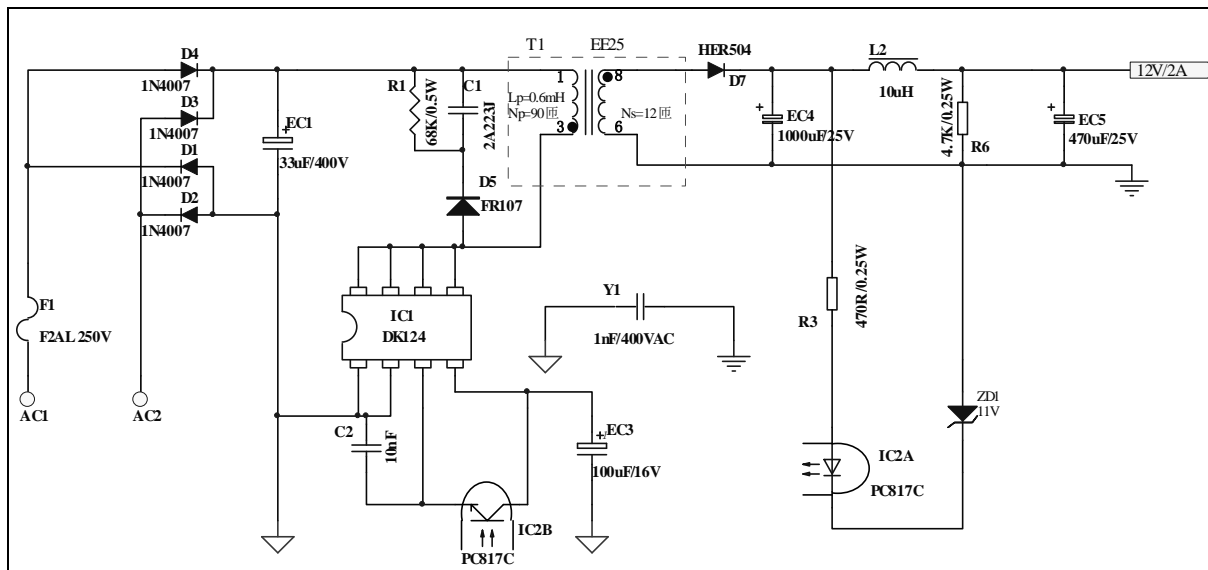 D4
1N4007
D3
1N4007
D1
1N4007
D2
1N4007
EC1
+
33uF/400V
R1
68K/0.5W
C1
2A223J
D5
FR107
T1
EE25
1
8
Lp=0.6mH
Np=90匝
Ns=12匝
3
6
HER504
D7
L2
10uH
12V/2A
+
EC4
1000uF/25V
4.7K/0.25W
R6
+
EC5
470uF/25V
F1
F2AL 250V
AC1
AC2
IC1
DK124
Y1
1nF/400VAC
R3
470R/0.25W
ZD1
11V
C2
10nF
+
EC3
100uF/16V
IC2B
PC817C
IC2A
PC817C